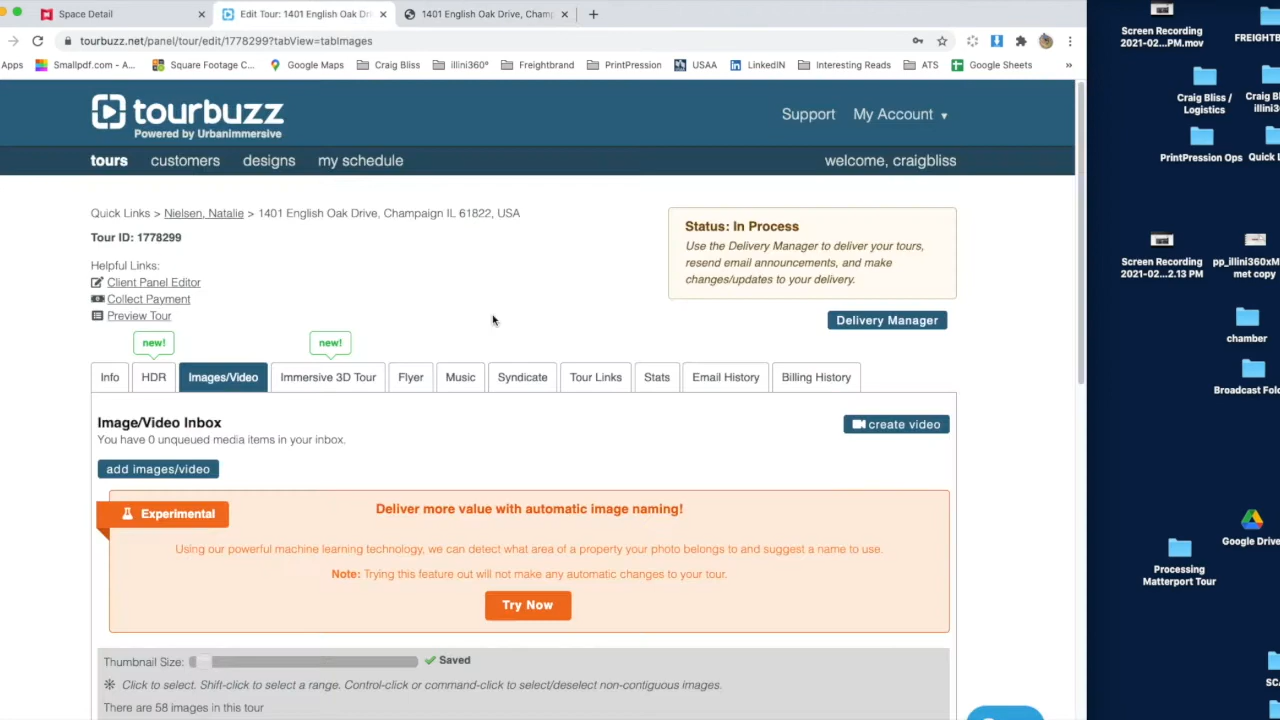 Space Detail
Edit Tour: 1401 English Oak Dr
1401 English Oak Drive, Champ
tourbuzz.net/panel/tour/edit/1778299?tabView=tabImages
Apps
Smallpdf.com - A...
Square Footage C...
Google Maps
Craig Bliss
illini360°
Freightbrand
PrintPression
USAA
LinkedIN
Interesting Reads
ATS
Google Sheets
»
tourbuzz
Powered by UrbanImmersive
Support
My Account
tours
customers
designs
my schedule
welcome, craigbliss
Quick Links > Nielsen, Natalie > 1401 English Oak Drive, Champaign IL 61822, USA
Tour ID: 1778299
Helpful Links:
Client Panel Editor
Collect Payment
Preview Tour
Status: In Process
Use the Delivery Manager to deliver your tours,
resend email announcements, and make
changes/updates to your delivery.
Delivery Manager
new!
new!
Info
HDR
Images/Video
Immersive 3D Tour
Flyer
Music
Syndicate
Tour Links
Stats
Email History
Billing History
Image/Video Inbox
You have 0 unqueued media items in your inbox.
create video
add images/video
Experimental
Deliver more value with automatic image naming!
Using our powerful machine learning technology, we can detect what area of a property your photo belongs to and suggest a name to use.
Note: Trying this feature out will not make any automatic changes to your tour.
Try Now
Thumbnail Size:
Saved
Click to select. Shift-click to select a range. Control-click or command-click to select/deselect non-contiguous images.
There are 58 images in this tour
Screen Recording
2021-02...PM.mov
FREIGHTB
Craig Bliss /
Logistics
Craig B
illini3
PrintPression Ops
Quick L
Screen Recording
2021-02...2.13 PM
pp_illini360xM
met copy
chamber
Broadcast Fol
Google Drive
Processing
Matterport Tour
SC